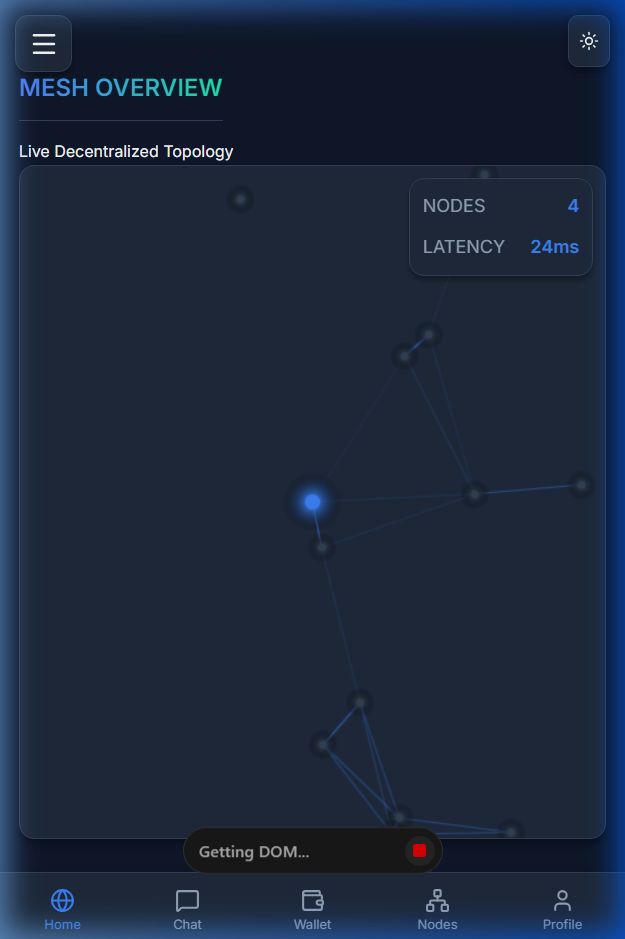 MESH OVERVIEW
Live Decentralized Topology
NODES 4
LATENCY 24ms
Getting DOM...
Home Chat Wallet Nodes Profile